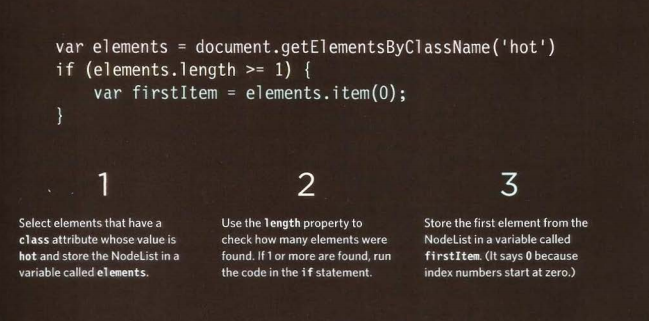 var elements = document.getElementsByClassName('hot')
if (elements.length >= 1) {
    var firstItem = elements.item(0);
}
1
Select elements that have a
class attribute whose value is
hot and store the NodeList in a
variable called elements.
2
Use the length property to
check how many elements were
found. If 1 or more are found, run
the code in the if statement.
3
Store the first element from the
NodeList in a variable called
firstItem. (It says 0 because
index numbers start at zero.)